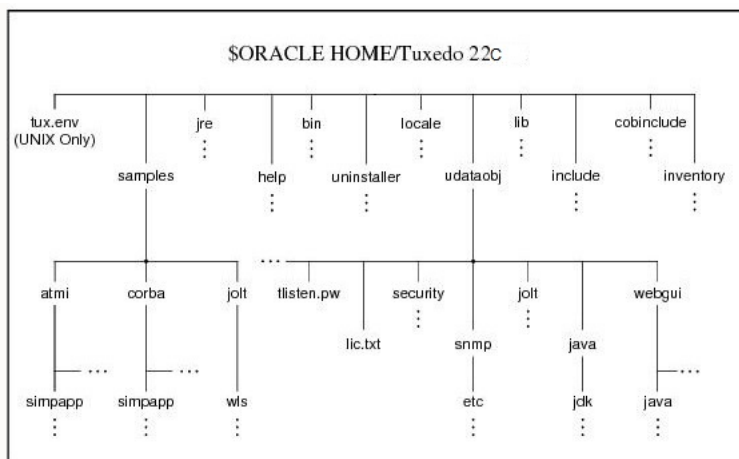 $ORACLE HOME/Tuxedo 22c
tux.env
(UNIX Only)
jre
bin
locale
lib
cobinclude
samples
help
uninstaller
udataobj
include
inventory
atmi
corba
jolt
tlisten.pw
security
jolt
webgui
lic.txt
snmp
java
simpapp
simpapp
wls
etc
jdk
java